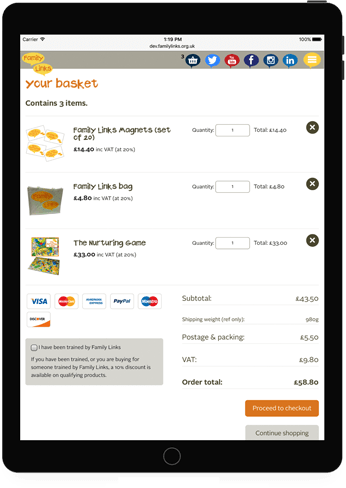 Carrier
1:19 PM
100%
dev.familylinks.org.uk
Family
Links
3
your basket
Contains 3 items.
Family Links Magnets (set
of 20)
£14.40 inc VAT (at 20%)
Quantity: 1 Total: £14.40
Family Links bag
£4.80 inc VAT (at 20%)
Quantity: 1 Total: £4.80
The Nurturing Game
£33.00 inc VAT (at 20%)
Quantity: 1 Total: £33.00
VISA
MasterCard
AMERICAN EXPRESS
PayPal
Maestro
DISCOVER
I have been trained by Family Links
If you have been trained, or you are buying for
someone trained by Family Links, a 10% discount is
available on qualifying products.
Subtotal: £43.50
Shipping weight (ref only): 980g
Postage & packing: £5.50
VAT: £9.80
Order total: £58.80
Proceed to checkout
Continue shopping